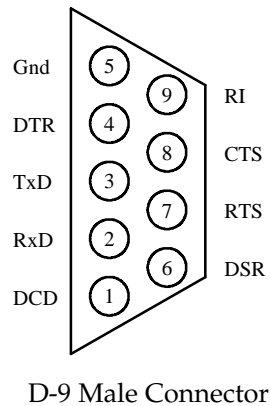 Gnd 5
9 RI
DTR 4
8 CTS
TxD 3
7 RTS
RxD 2
6 DSR
DCD 1
D-9 Male Connector